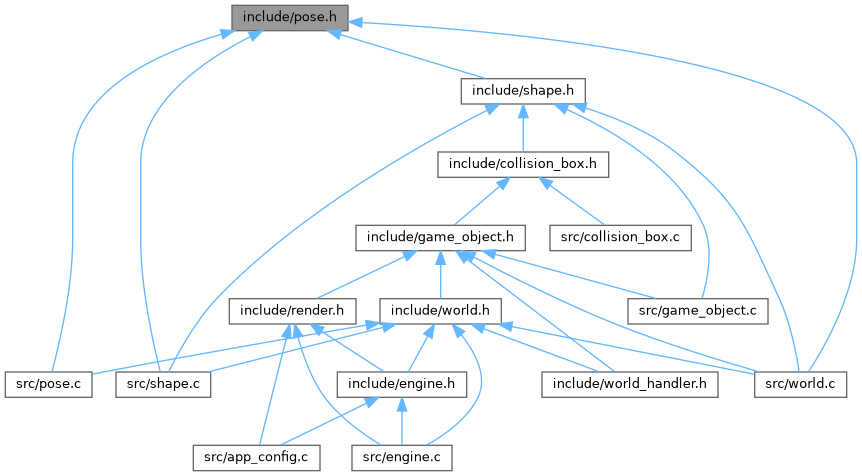 include/pose.h
include/shape.h
include/collision_box.h
include/game_object.h
src/collision_box.c
include/render.h
include/world.h
src/game_object.c
src/pose.c
src/shape.c
include/engine.h
include/world_handler.h
src/world.c
src/app_config.c
src/engine.c